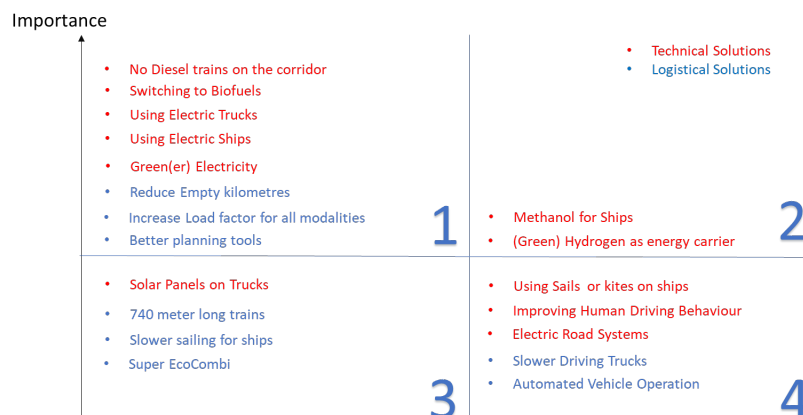 Importance
• Technical Solutions
• Logistical Solutions
• No Diesel trains on the corridor
• Switching to Biofuels
• Using Electric Trucks
• Using Electric Ships
• Green(er) Electricity
• Reduce Empty kilometres
• Increase Load factor for all modalities
• Better planning tools
1
• Methanol for Ships
• (Green) Hydrogen as energy carrier
2
• Solar Panels on Trucks
• 740 meter long trains
• Slower sailing for ships
• Super EcoCombi
3
• Using Sails or kites on ships
• Improving Human Driving Behaviour
• Electric Road Systems
• Slower Driving Trucks
• Automated Vehicle Operation
4